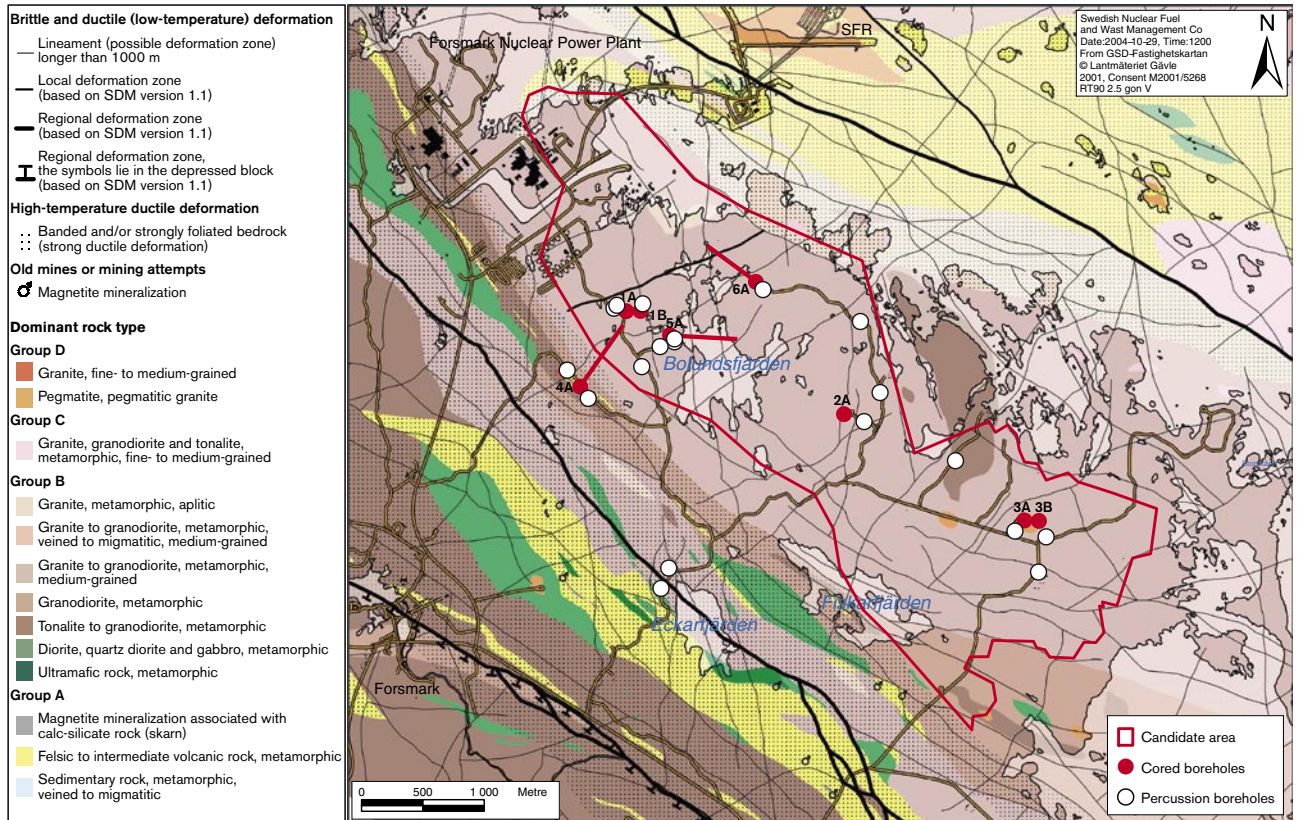 Brittle and ductile (low-temperature) deformation
Lineament (possible deformation zone)
longer than 1000 m
Local deformation zone
(based on SDM version 1.1)
Regional deformation zone
(based on SDM version 1.1)
Regional deformation zone,
the symbols lie in the depressed block
(based on SDM version 1.1)
High-temperature ductile deformation
Banded and/or strongly foliated bedrock
(strong ductile deformation)
Old mines or mining attempts
Magnetite mineralization
Dominant rock type
Group D
Granite, fine- to medium-grained
Pegmatite, pegmatitic granite
Group C
Granite, granodiorite and tonalite,
metamorphic, fine- to medium-grained
Group B
Granite, metamorphic, aplitic
Granite to granodiorite, metamorphic,
veined to migmatitic, medium-grained
Granite to granodiorite, metamorphic,
medium-grained
Granodiorite, metamorphic
Tonalite to granodiorite, metamorphic
Diorite, quartz diorite and gabbro, metamorphic
Ultramafic rock, metamorphic
Group A
Magnetite mineralization associated with
calc-silicate rock (skarn)
Felsic to intermediate volcanic rock, metamorphic
Sedimentary rock, metamorphic,
veined to migmatitic
Swedish Nuclear Fuel
and Wast Management Co
Date:2004-10-29, Time:1200
From GSD-Fastighetskartan
© Lantmäteriet Gävle
2001, Consent M2001/5268
RT90 2.5 gon V
N
SFR
Forsmark Nuclear Power Plant
6A
1A
1B
5A
Bolundsfjärden
4A
2A
3A 3B
Fiskarfjärden
Eckarfjärden
Forsmark
0 500 1 000 Metre
Candidate area
Cored boreholes
Percussion boreholes